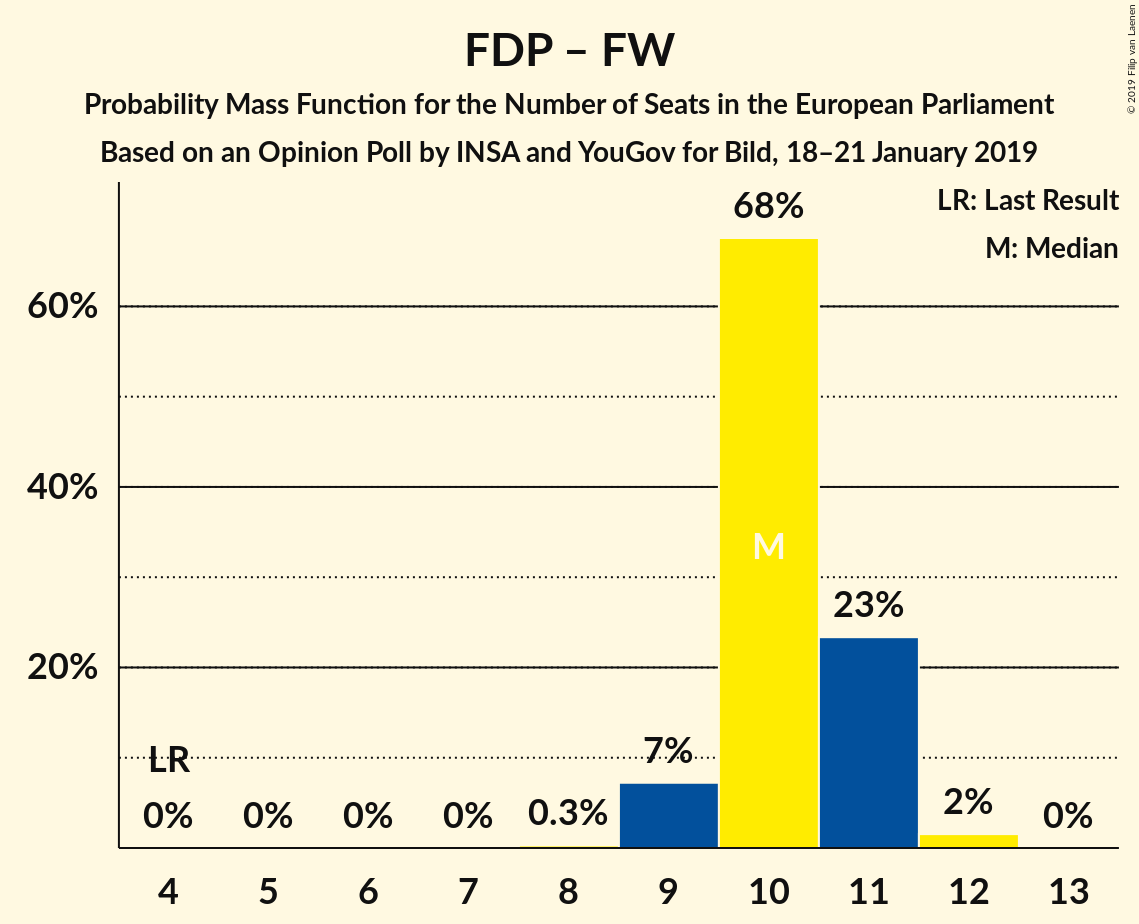 FDP – FW
Probability Mass Function for the Number of Seats in the European Parliament
Based on an Opinion Poll by INSA and YouGov for Bild, 18–21 January 2019
© 2019 Filip van Laenen
LR: Last Result
M: Median
68%
60%
40%
M
23%
20%
LR
7%
0% 0% 0% 0% 0.3% 2% 0%
4 5 6 7 8 9 10 11 12 13